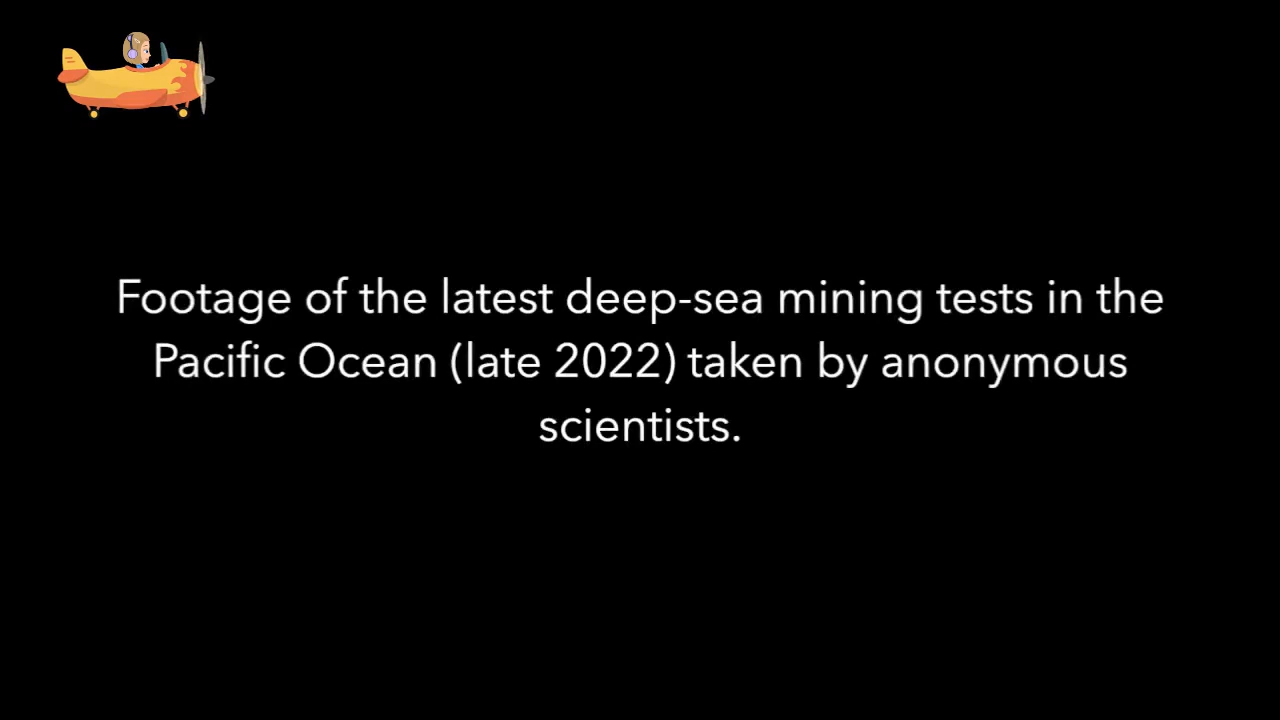 Footage of the latest deep-sea mining tests in the
Pacific Ocean (late 2022) taken by anonymous
scientists.